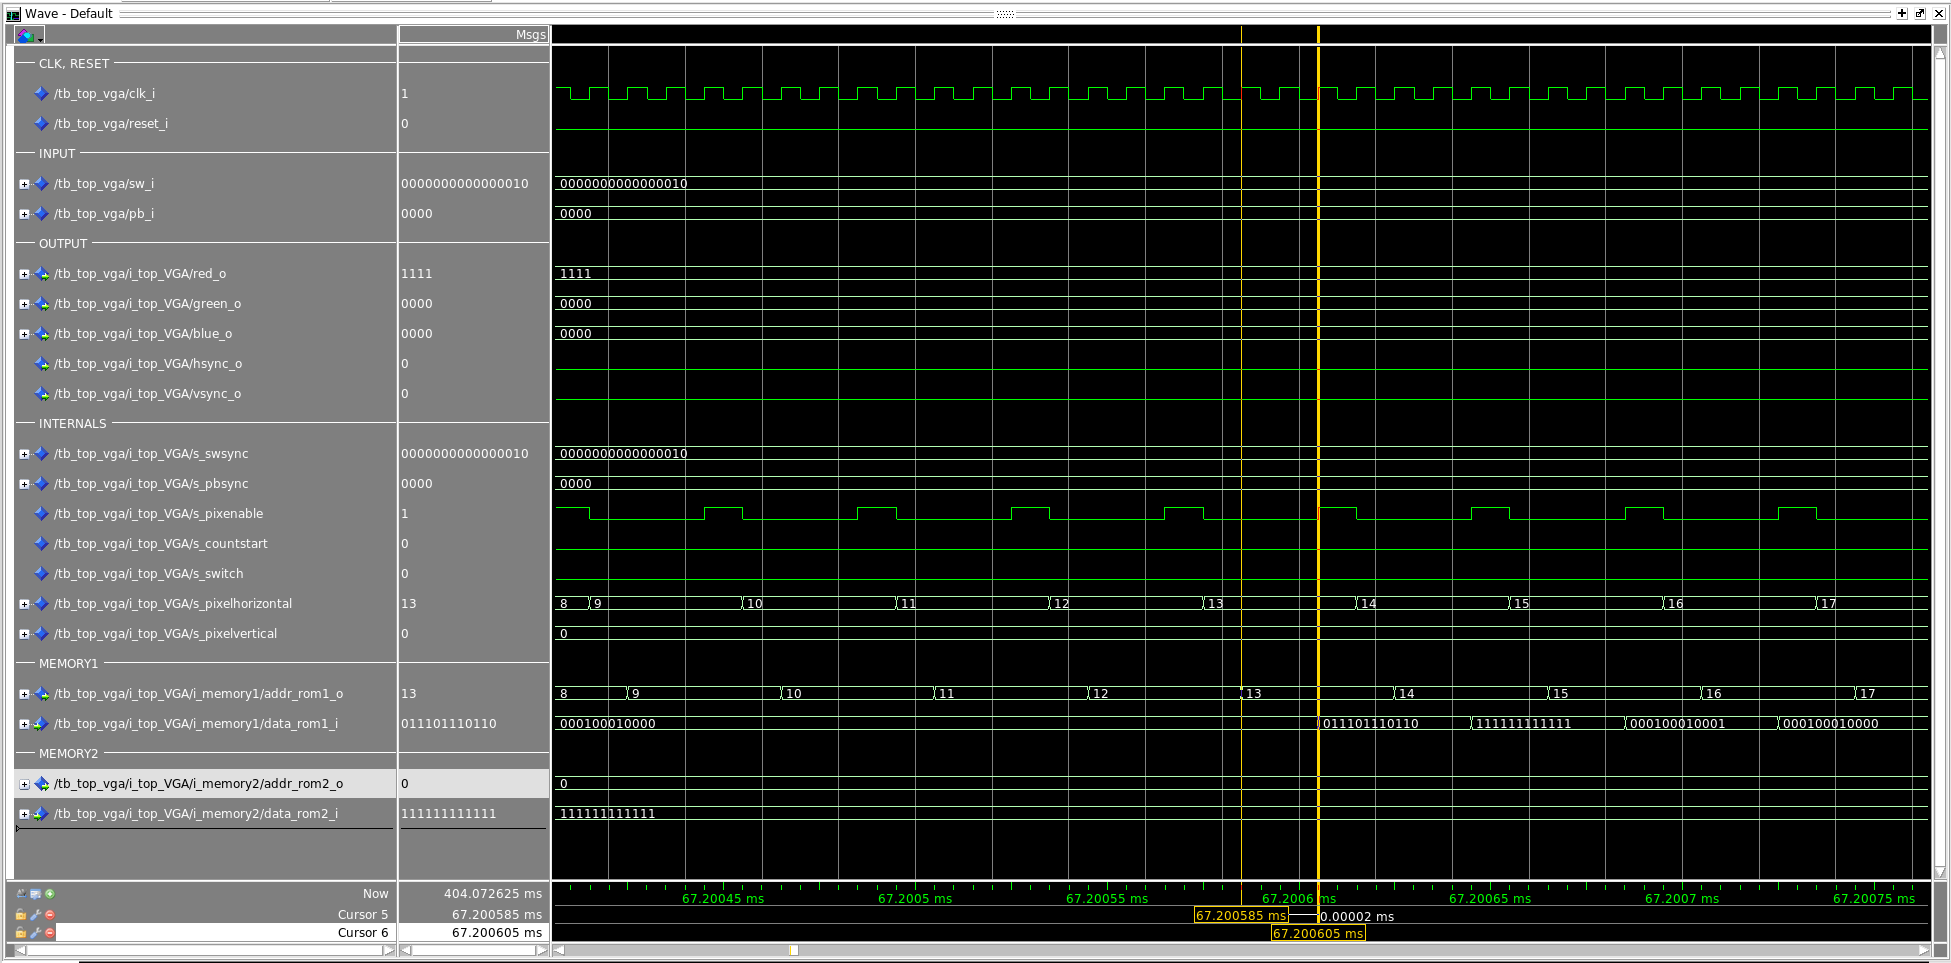 Wave - Default
Msgs
CLK, RESET
/tb_top_vga/clk_i 1
/tb_top_vga/reset_i 0
INPUT
/tb_top_vga/sw_i 0000000000000010 0000000000000010
/tb_top_vga/pb_i 0000 0000
OUTPUT
/tb_top_vga/i_top_VGA/red_o 1111 1111
/tb_top_vga/i_top_VGA/green_o 0000 0000
/tb_top_vga/i_top_VGA/blue_o 0000 0000
/tb_top_vga/i_top_VGA/hsync_o 0
/tb_top_vga/i_top_VGA/vsync_o 0
INTERNALS
/tb_top_vga/i_top_VGA/s_swsync 0000000000000010 0000000000000010
/tb_top_vga/i_top_VGA/s_pbsync 0000 0000
/tb_top_vga/i_top_VGA/s_pixenable 1
/tb_top_vga/i_top_VGA/s_countstart 0
/tb_top_vga/i_top_VGA/s_switch 0
/tb_top_vga/i_top_VGA/s_pixelhorizontal 13 8 9 10 11 12 13 14 15 16 17
/tb_top_vga/i_top_VGA/s_pixelvertical 0 0
MEMORY1
/tb_top_vga/i_top_VGA/i_memory1/addr_rom1_o 13 8 9 10 11 12 13 14 15 16 17
/tb_top_vga/i_top_VGA/i_memory1/data_rom1_i 011101110110 000100010000 011101110110 111111111111 000100010001 000100010000
MEMORY2
/tb_top_vga/i_top_VGA/i_memory2/addr_rom2_o 0 0
/tb_top_vga/i_top_VGA/i_memory2/data_rom2_i 111111111111 111111111111
Now 404.072625 ms 67.20045 ms 67.2005 ms 67.20055 ms 67.2006 ms 67.20065 ms 67.2007 ms 67.20075 ms
Cursor 5 67.200585 ms 67.200585 ms 0.00002 ms
Cursor 6 67.200605 ms 67.200605 ms